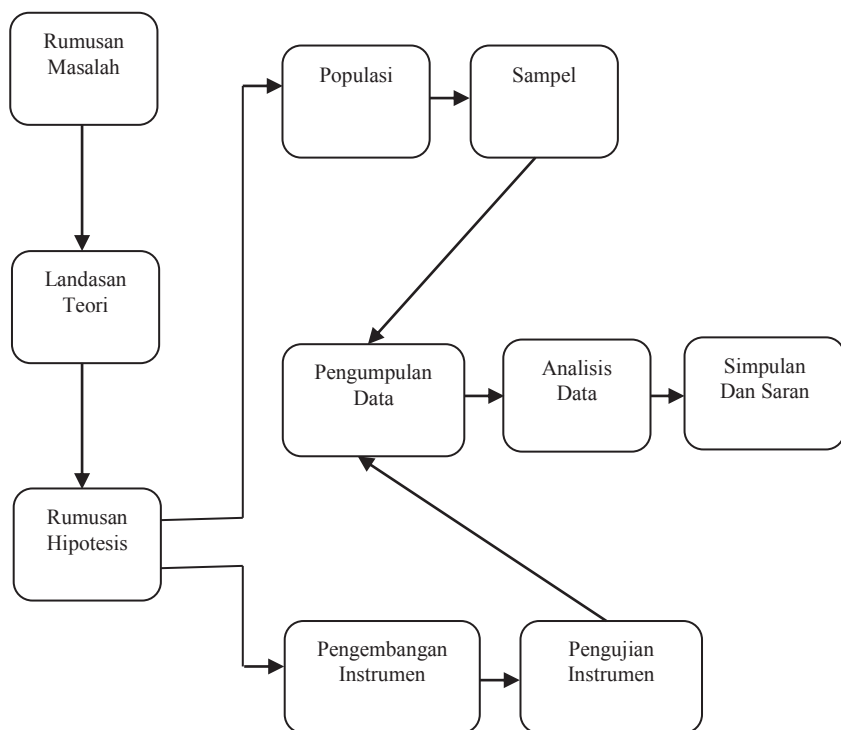 Rumusan
Masalah
Populasi
Sampel
Landasan
Teori
Pengumpulan
Data
Analisis
Data
Simpulan
Dan Saran
Rumusan
Hipotesis
Pengembangan
Instrumen
Pengujian
Instrumen